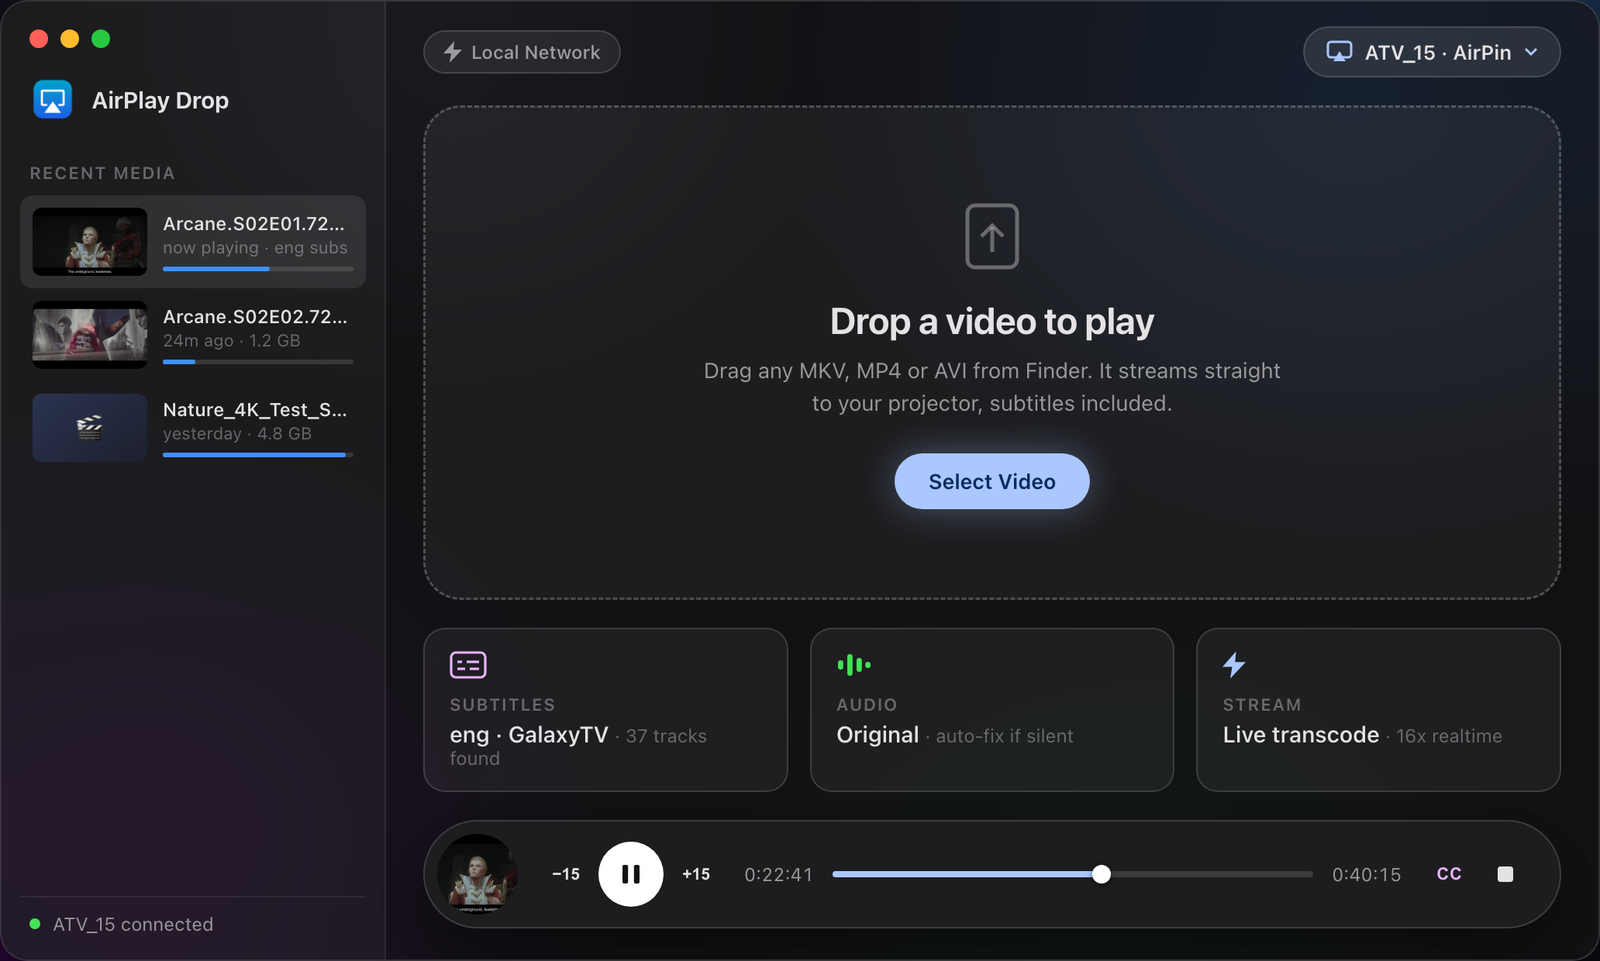 AirPlay Drop
RECENT MEDIA
Arcane.S02E01.72...
now playing · eng subs
Arcane.S02E02.72...
24m ago · 1.2 GB
Nature_4K_Test_S...
yesterday · 4.8 GB
ATV_15 connected
Local Network
ATV_15 · AirPin
Drop a video to play
Drag any MKV, MP4 or AVI from Finder. It streams straight
to your projector, subtitles included.
Select Video
SUBTITLES
eng · GalaxyTV · 37 tracks
found
AUDIO
Original · auto-fix if silent
STREAM
Live transcode · 16x realtime
−15
+15
0:22:41
0:40:15
CC